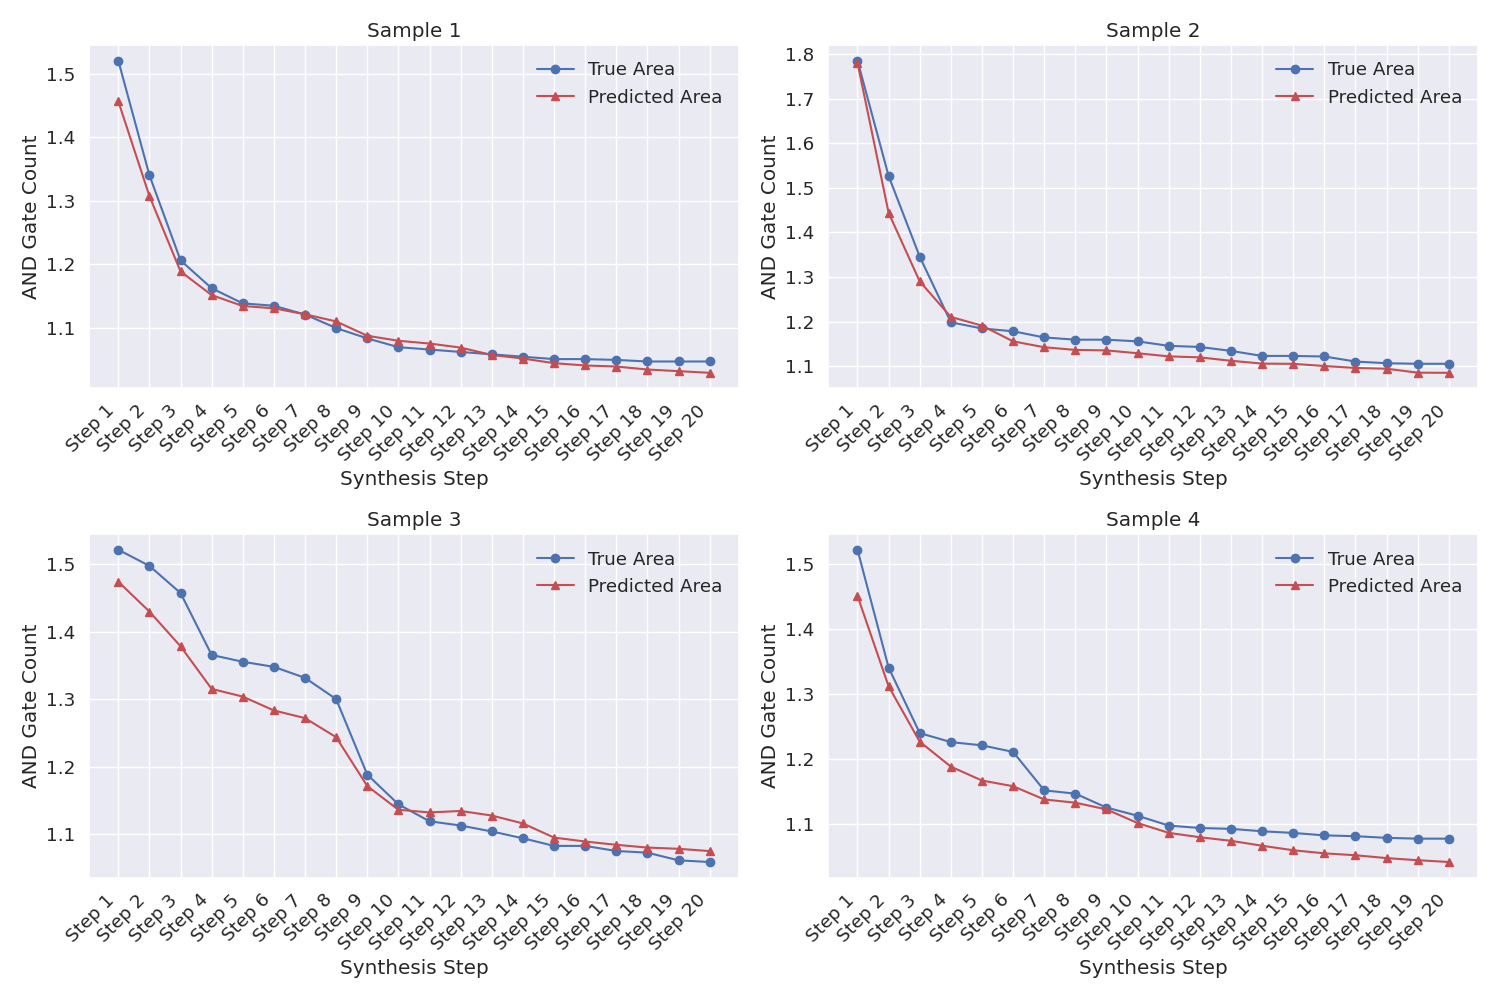 Sample 1
AND Gate Count
1.5
1.4
1.3
1.2
1.1
True Area
Predicted Area
Step 1
Step 2
Step 3
Step 4
Step 5
Step 6
Step 7
Step 8
Step 9
Step 10
Step 11
Step 12
Step 13
Step 14
Step 15
Step 16
Step 17
Step 18
Step 19
Step 20
Synthesis Step
Sample 2
AND Gate Count
1.8
1.7
1.6
1.5
1.4
1.3
1.2
1.1
True Area
Predicted Area
Step 1
Step 2
Step 3
Step 4
Step 5
Step 6
Step 7
Step 8
Step 9
Step 10
Step 11
Step 12
Step 13
Step 14
Step 15
Step 16
Step 17
Step 18
Step 19
Step 20
Synthesis Step
Sample 3
AND Gate Count
1.5
1.4
1.3
1.2
1.1
True Area
Predicted Area
Step 1
Step 2
Step 3
Step 4
Step 5
Step 6
Step 7
Step 8
Step 9
Step 10
Step 11
Step 12
Step 13
Step 14
Step 15
Step 16
Step 17
Step 18
Step 19
Step 20
Synthesis Step
Sample 4
AND Gate Count
1.5
1.4
1.3
1.2
1.1
True Area
Predicted Area
Step 1
Step 2
Step 3
Step 4
Step 5
Step 6
Step 7
Step 8
Step 9
Step 10
Step 11
Step 12
Step 13
Step 14
Step 15
Step 16
Step 17
Step 18
Step 19
Step 20
Synthesis Step